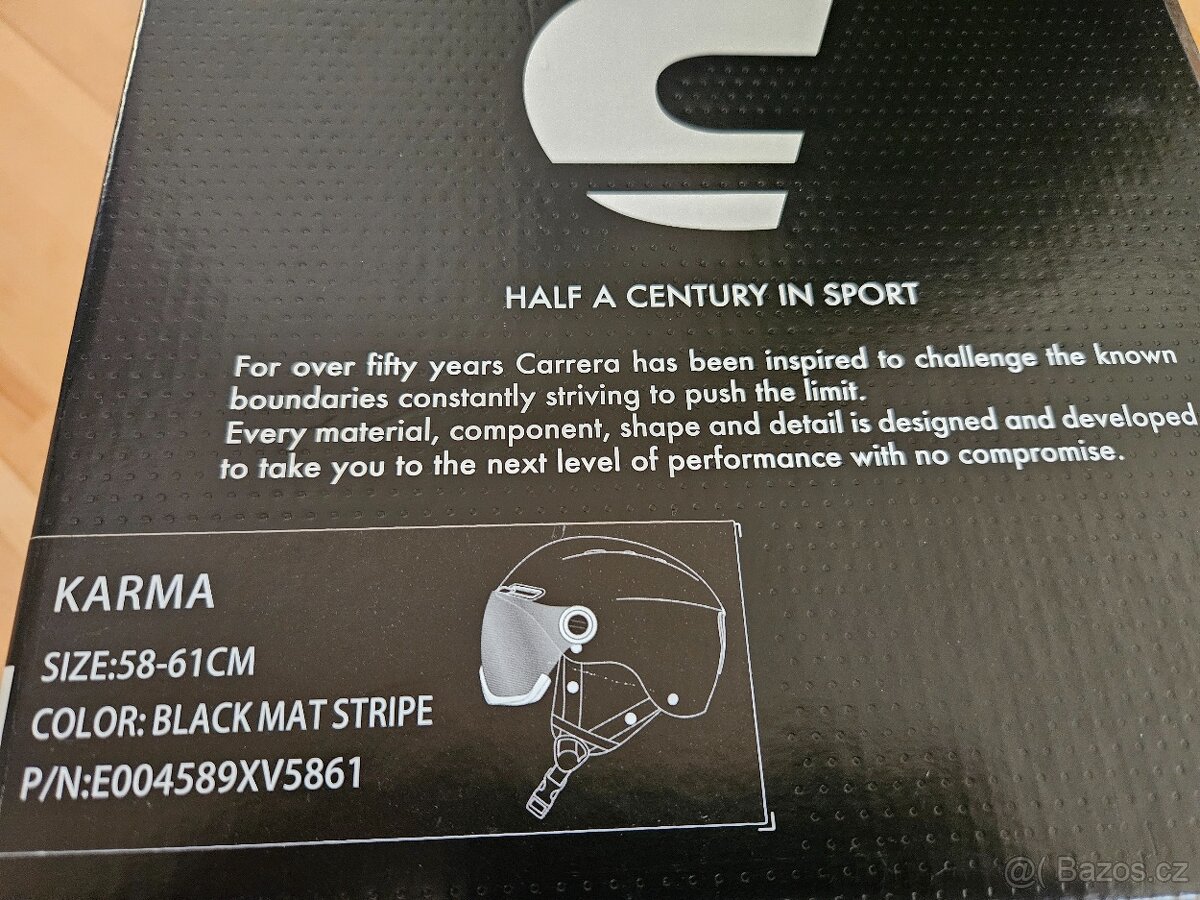 HALF A CENTURY IN SPORT
For over fifty years Carrera has been inspired to challenge the known
boundaries constantly striving to push the limit.
Every material, component, shape and detail is designed and developed
to take you to the next level of performance with no compromise.
KARMA
SIZE:58-61CM
COLOR: BLACK MAT STRIPE
P/N:E004589XV5861
@( Bazos.cz